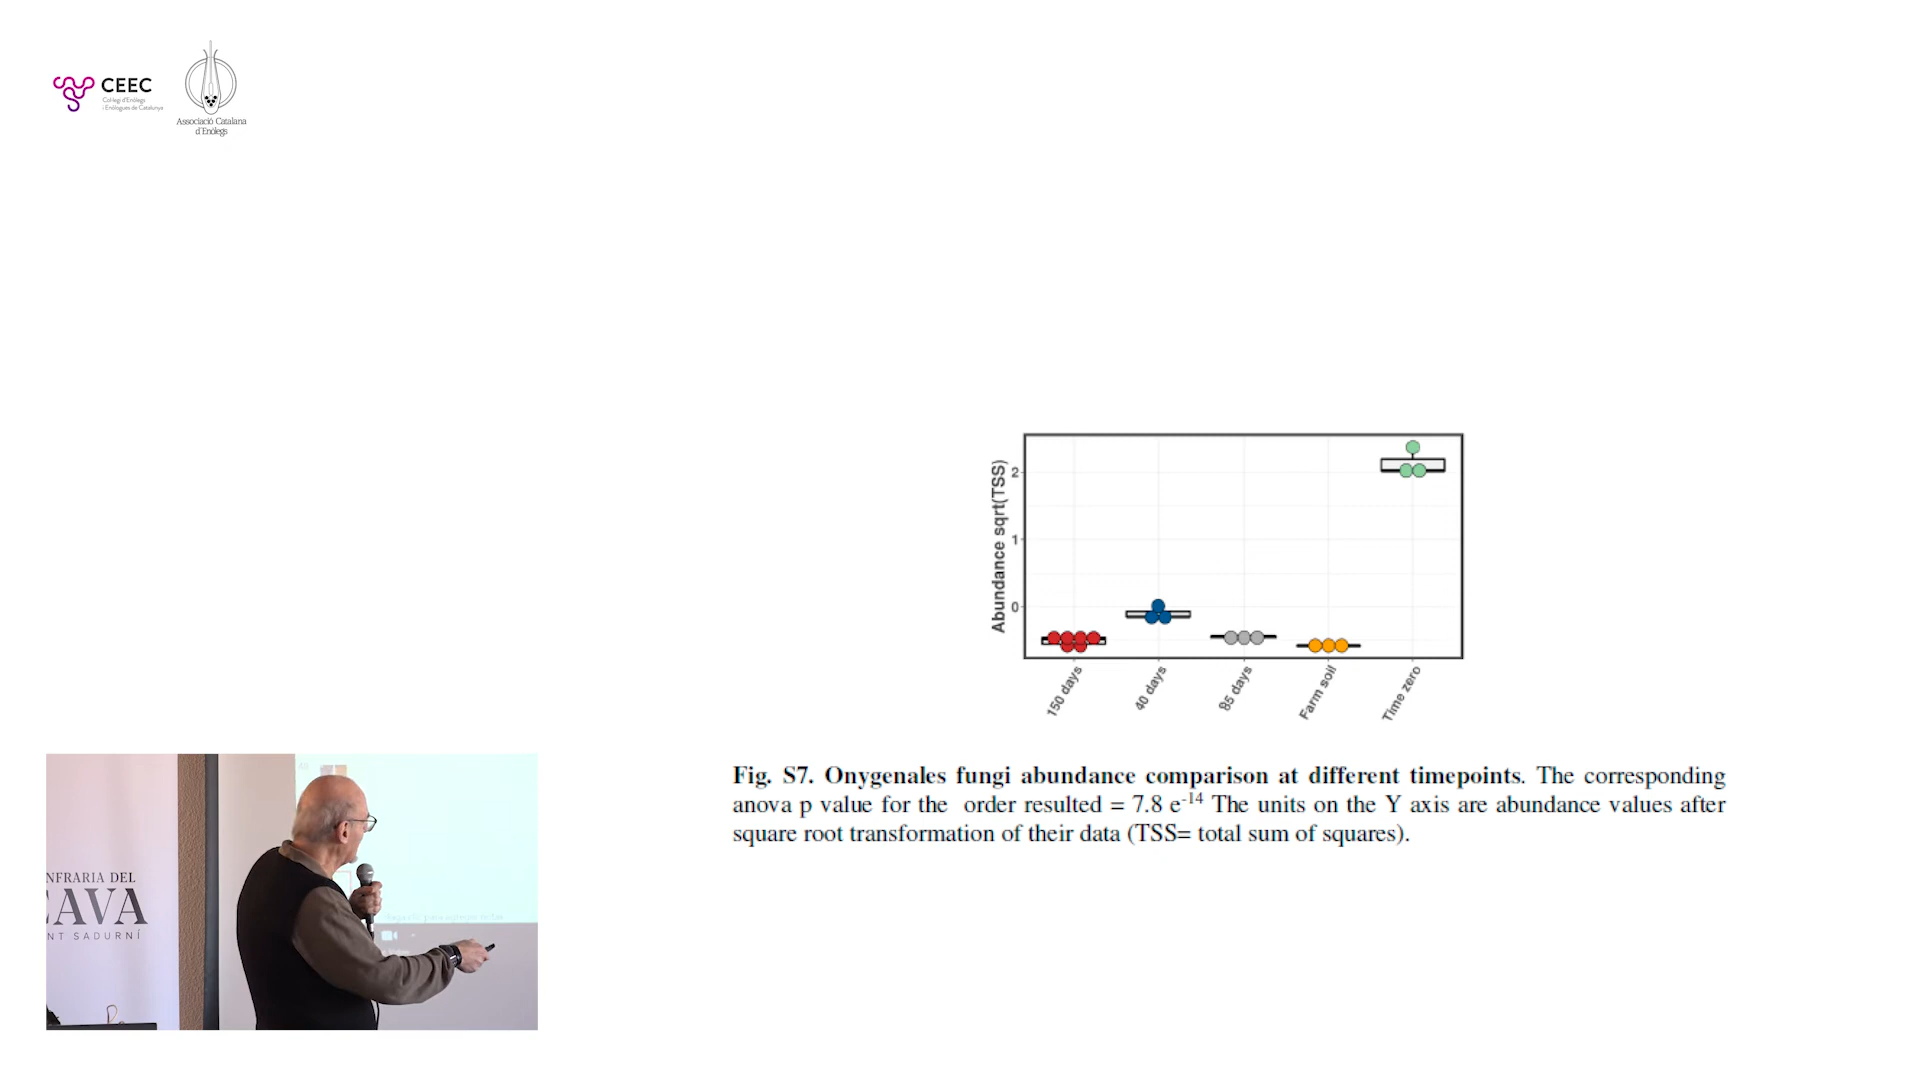 CEEC
Col·legi d'Enòlegs
i Enòlogues de Catalunya
Associació Catalana
d'Enòlegs
Abundance sqrt(TSS)
2
1
0
150 days
40 days
85 days
Farm soil
Time zero
Fig. S7. Onygenales fungi abundance comparison at different timepoints. The corresponding
anova p value for the order resulted = 7.8 e-14 The units on the Y axis are abundance values after
square root transformation of their data (TSS= total sum of squares).
NFRARIA DEL
CAVA
NT SADURNÍ